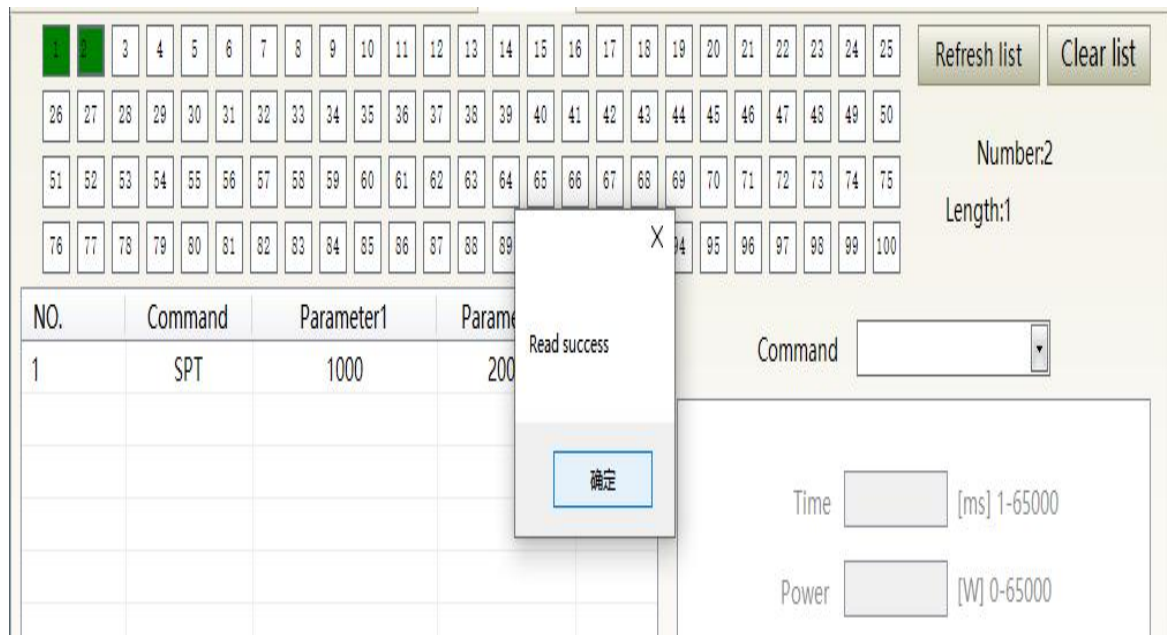 1 2 3 4 5 6 7 8 9 10 11 12 13 14 15 16 17 18 19 20 21 22 23 24 25 Refresh list Clear list
26 27 28 29 30 31 32 33 34 35 36 37 38 39 40 41 42 43 44 45 46 47 48 49 50
Number:2
51 52 53 54 55 56 57 58 59 60 61 62 63 64 65 66 67 68 69 70 71 72 73 74 75
Length:1
76 77 78 79 80 81 82 83 84 85 86 87 88 89 94 95 96 97 98 99 100
X
NO. Command Parameter1 Parame
Read success
Command
1 SPT 1000 200
确定
Time [ms] 1-65000
Power [W] 0-65000